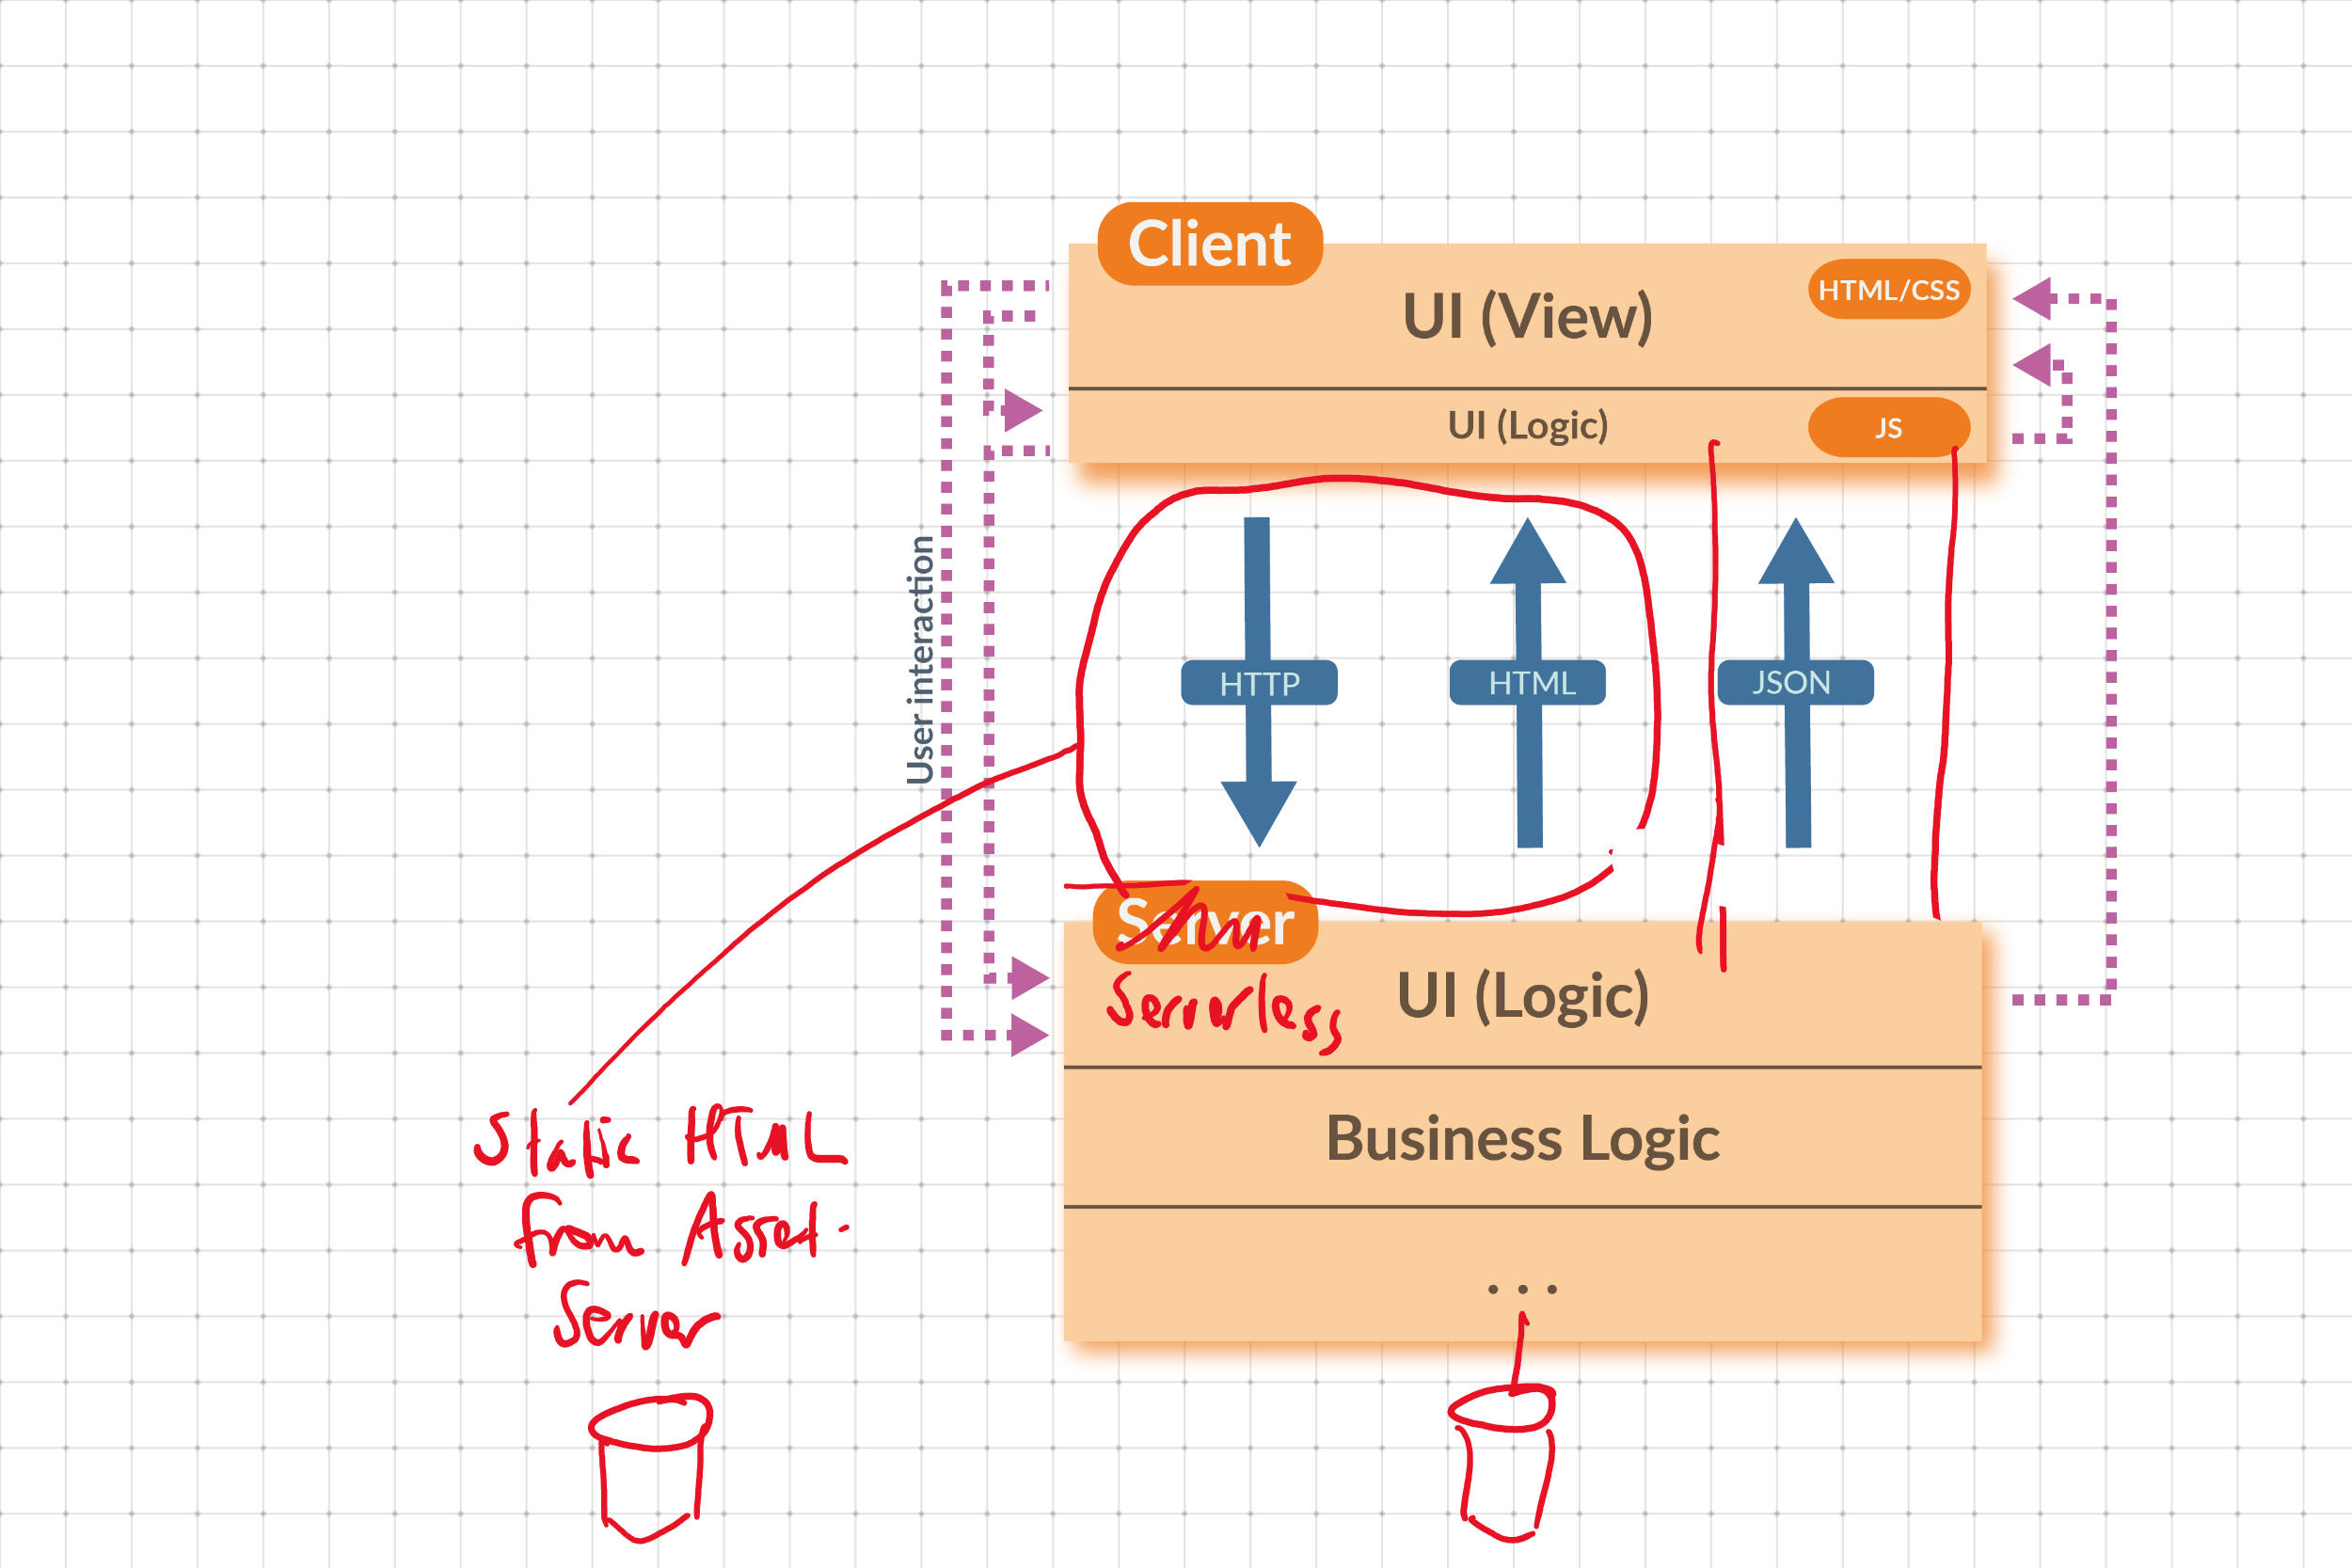 Client
UI (View)
HTML/CSS
UI (Logic)
JS
User interaction
HTTP
HTML
JSON
Server
Serverless
UI (Logic)
Business Logic
...
Static HTML
from Asset-
Server